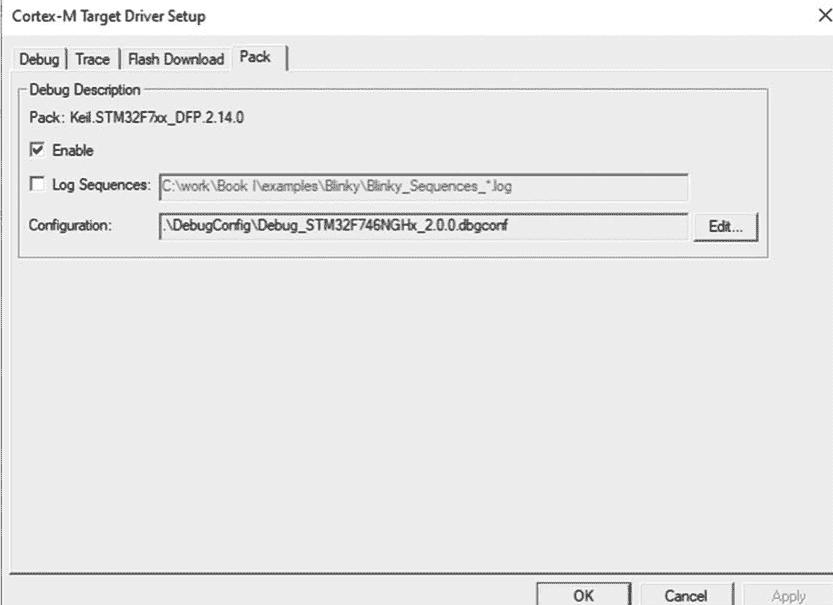 Cortex-M Target Driver Setup
Debug Trace Flash Download Pack
Debug Description
Pack: Keil.STM32F7xx_DFP.2.14.0
Enable
Log Sequences: C:\work\Book I\examples\Blinky\Blinky_Sequences_*.log
Configuration: .\DebugConfig\Debug_STM32F746NGHx_2.0.0.dbgconf Edit...
OK Cancel Apply